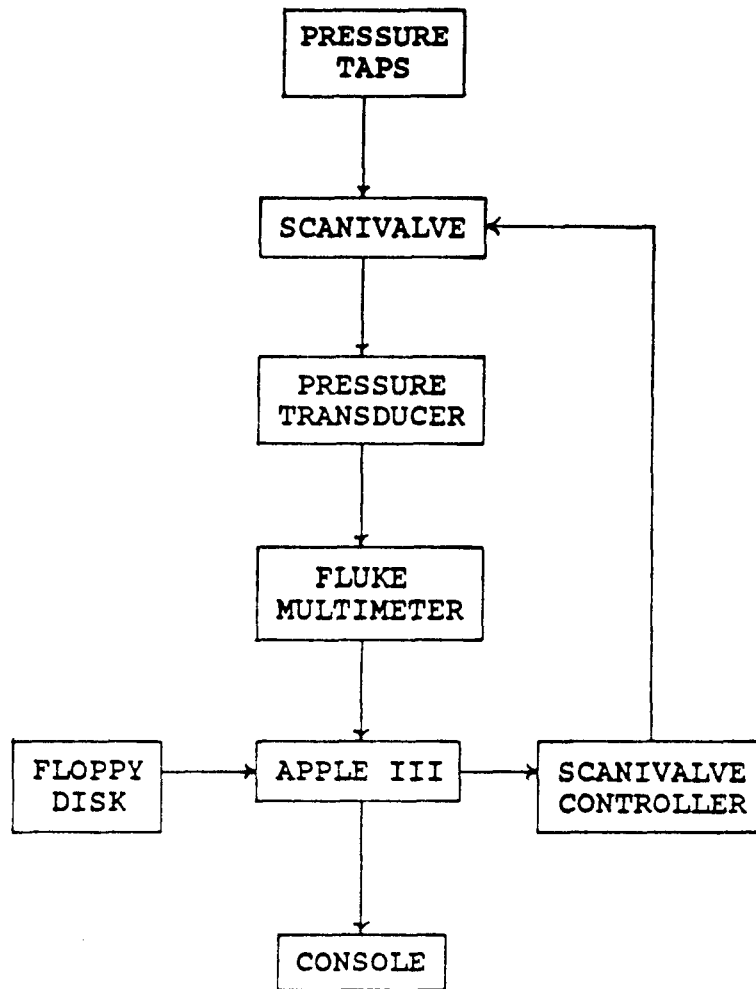 PRESSURE
TAPS
SCANIVALVE
PRESSURE
TRANSDUCER
FLUKE
MULTIMETER
FLOPPY
DISK
APPLE III
SCANIVALVE
CONTROLLER
CONSOLE